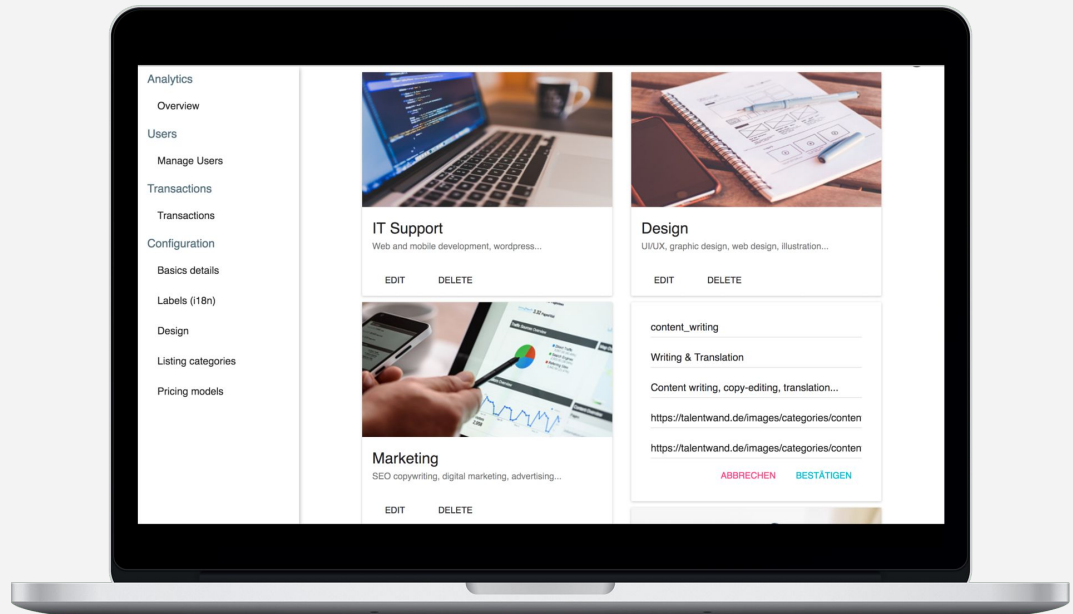 Analytics
Overview
Users
Manage Users
Transactions
Transactions
Configuration
Basics details
Labels (i18n)
Design
Listing categories
Pricing models
IT Support
Web and mobile development, wordpress...
EDIT DELETE
Design
UI/UX, graphic design, web design, illustration...
EDIT DELETE
Marketing
SEO copywriting, digital marketing, advertising...
EDIT DELETE
content_writing
Writing & Translation
Content writing, copy-editing, translation...
https://talentwand.de/images/categories/conten
https://talentwand.de/images/categories/conten
ABBRECHEN BESTÄTIGEN